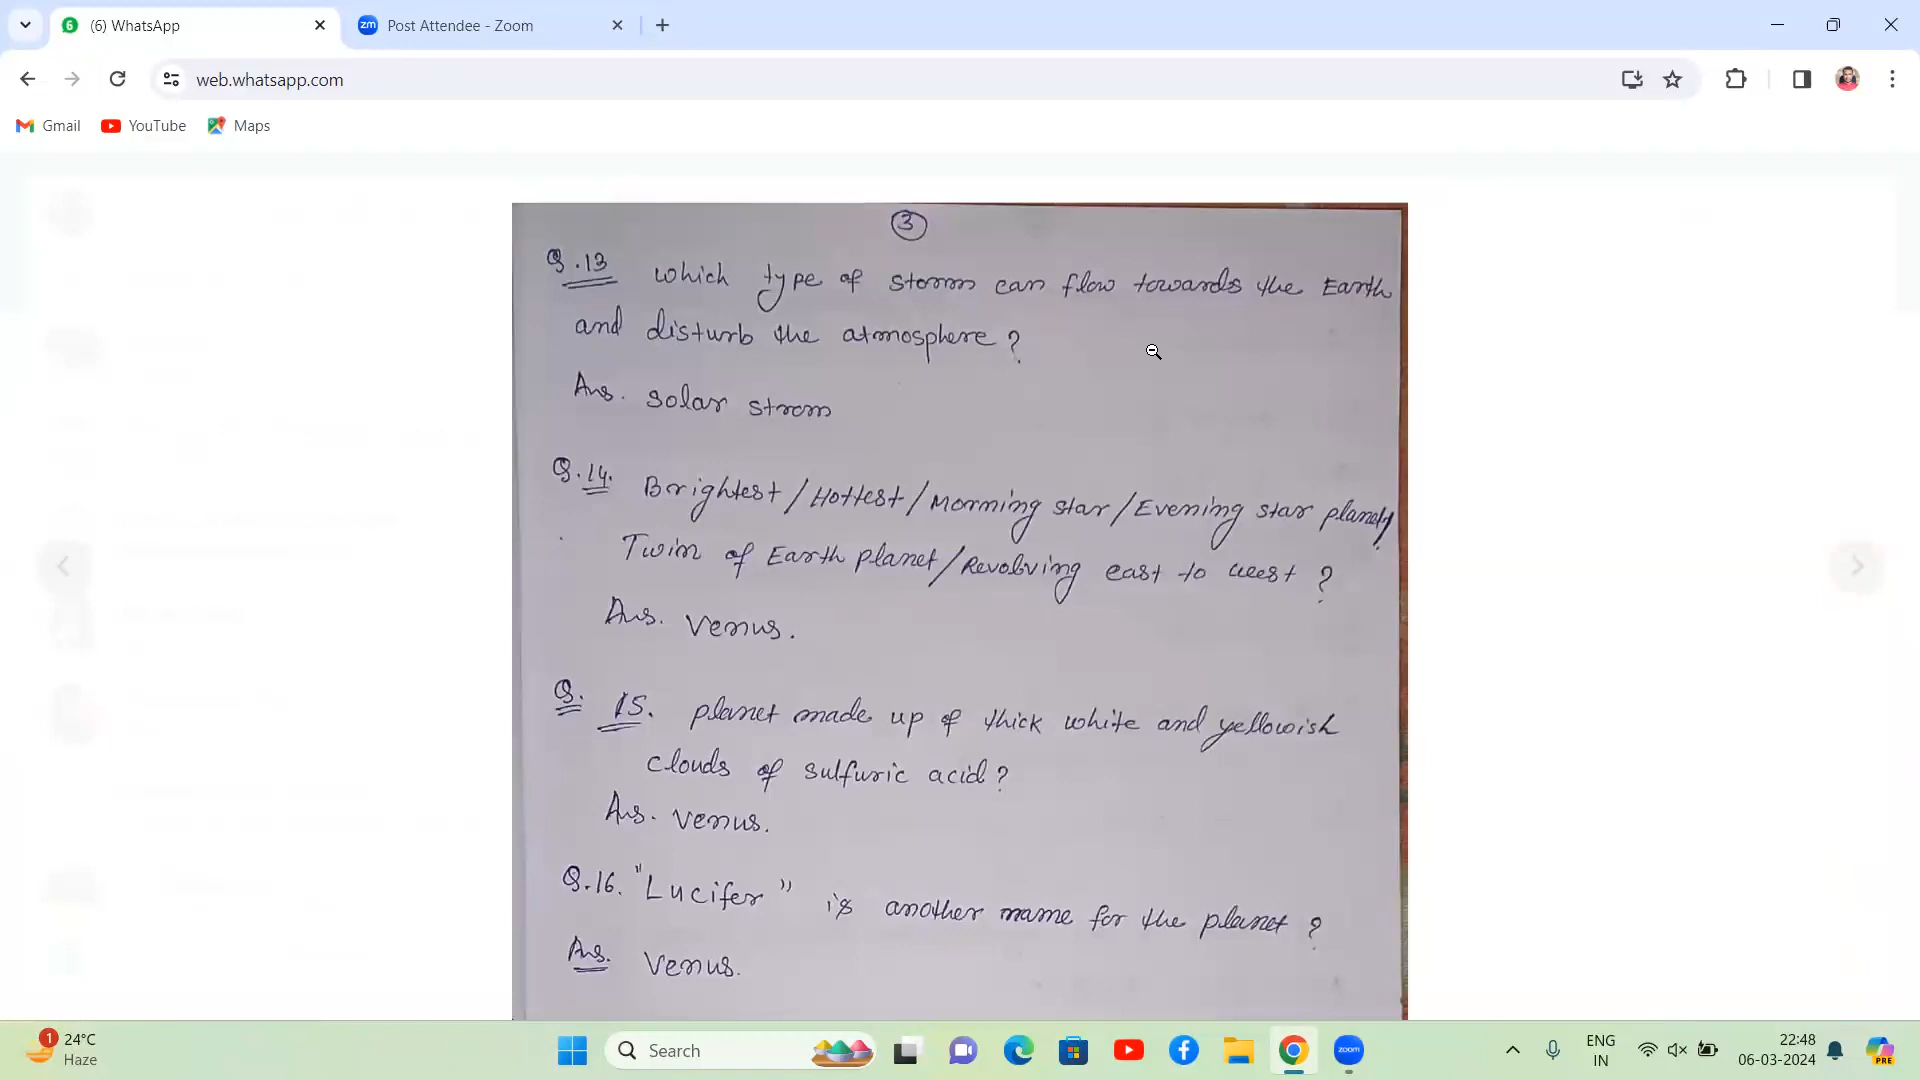 (6) WhatsApp
Post Attendee - Zoom
web.whatsapp.com
Gmail
YouTube
Maps
3
Q.13 which type of storm can flow towards the Earth
and disturb the atmosphere?
Ans. solar strom
Q.14. Brightest/Hottest/Morning star/Evening star planet/
Twin of Earth planet/Revolving east to west ?
Ans. Venus.
Q. 15. planet made up of thick white and yellowish
clouds of sulfuric acid?
Ans. Venus.
Q.16. "Lucifer" is another name for the planet ?
Ans. Venus.
1
24°C
Haze
Search
zoom
ENG
IN
22:48
06-03-2024
PRE